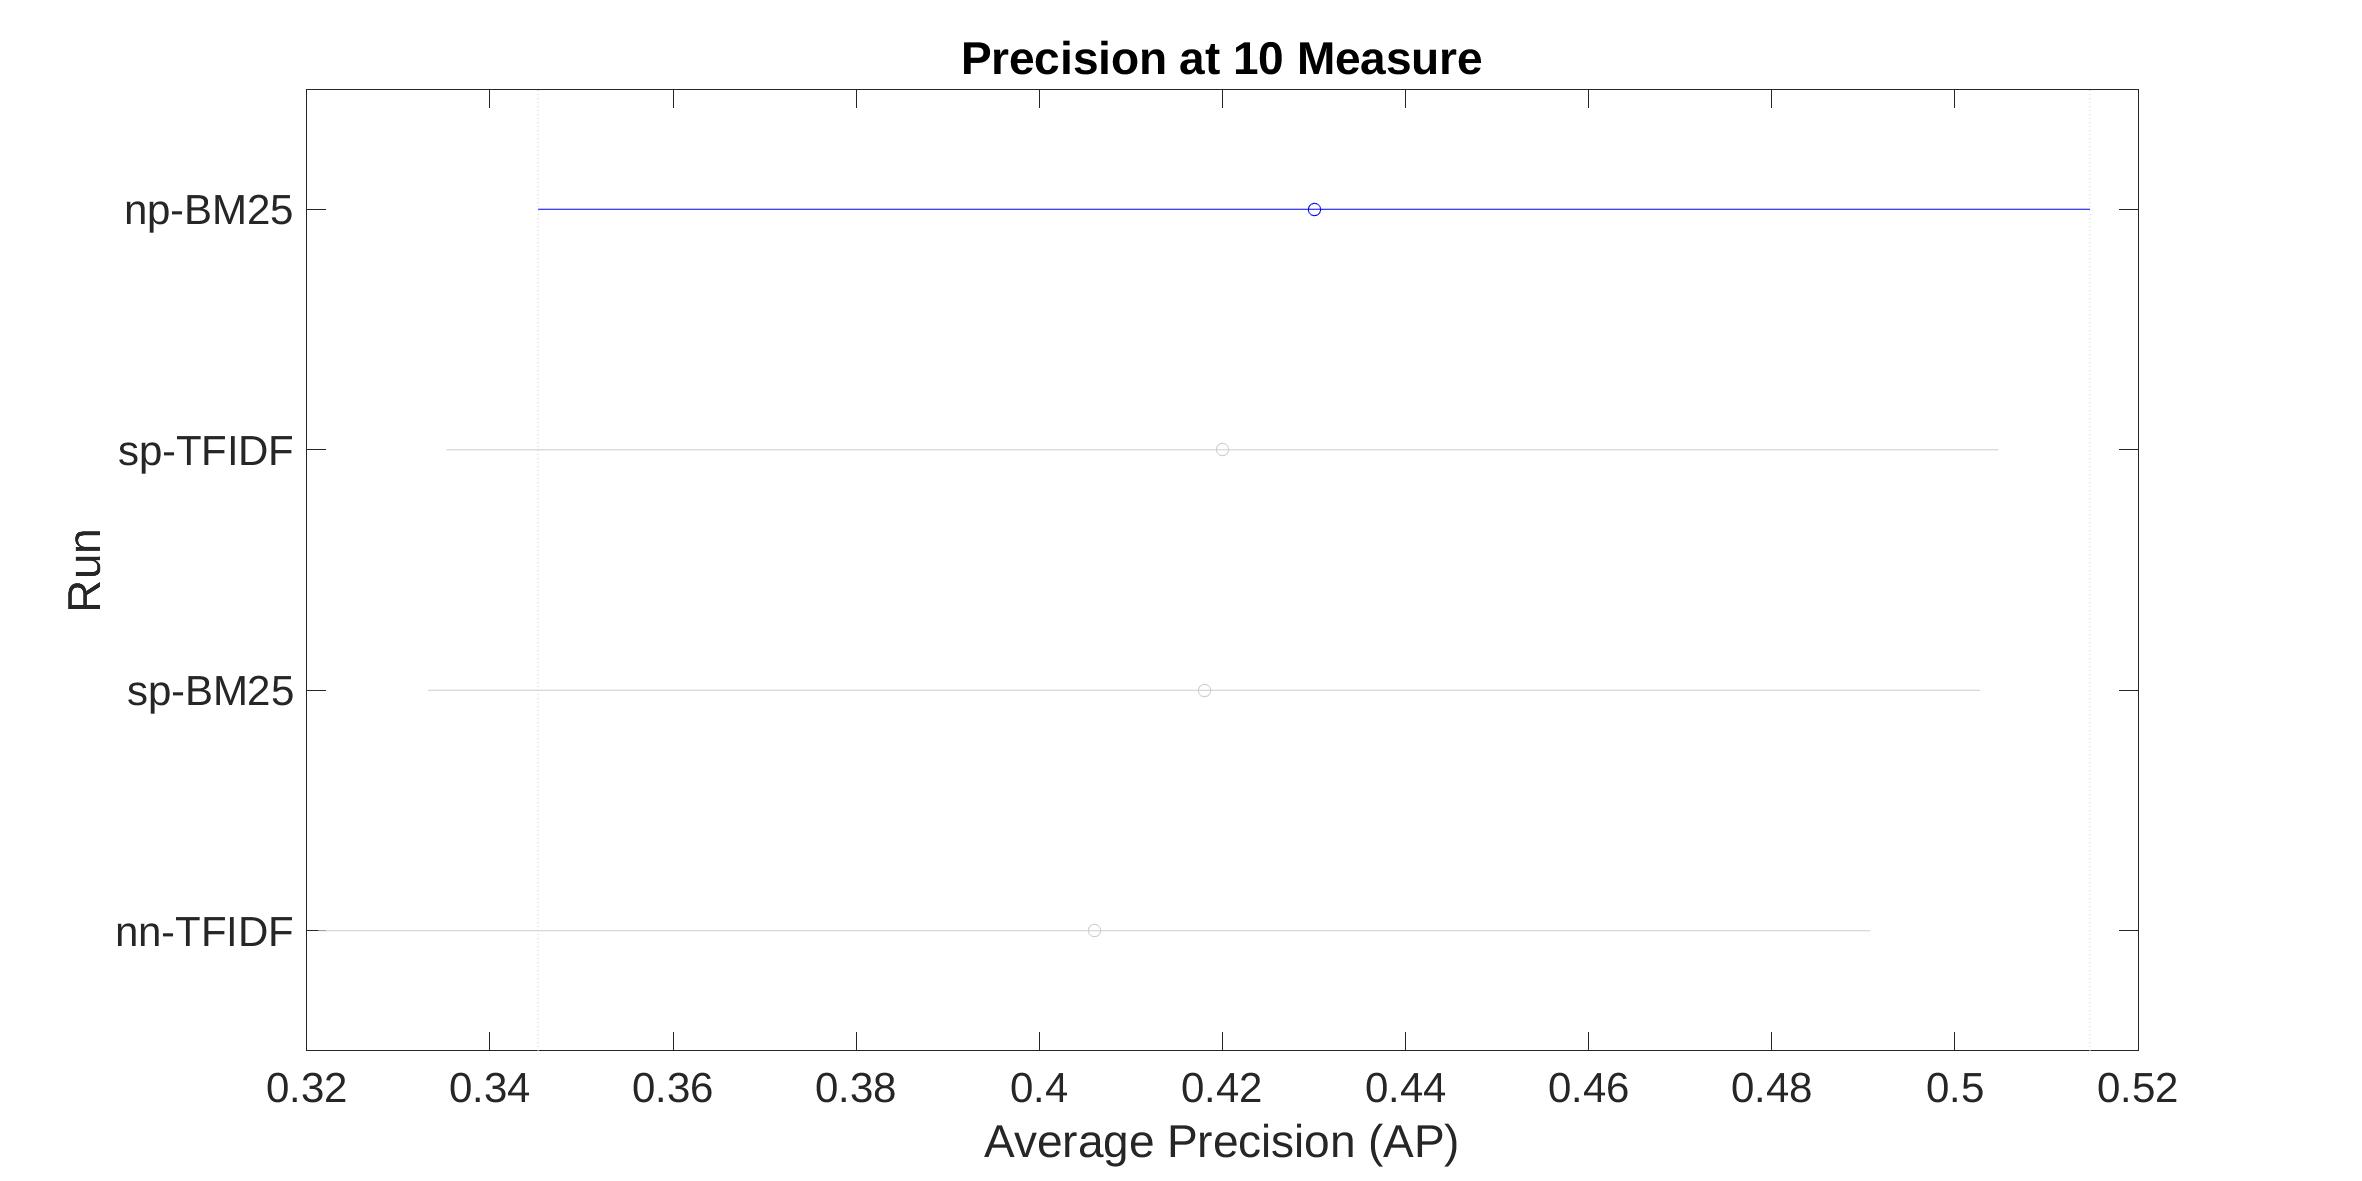 Precision at 10 Measure
np-BM25
sp-TFIDF
sp-BM25
nn-TFIDF
Run
0.32 0.34 0.36 0.38 0.4 0.42 0.44 0.46 0.48 0.5 0.52
Average Precision (AP)